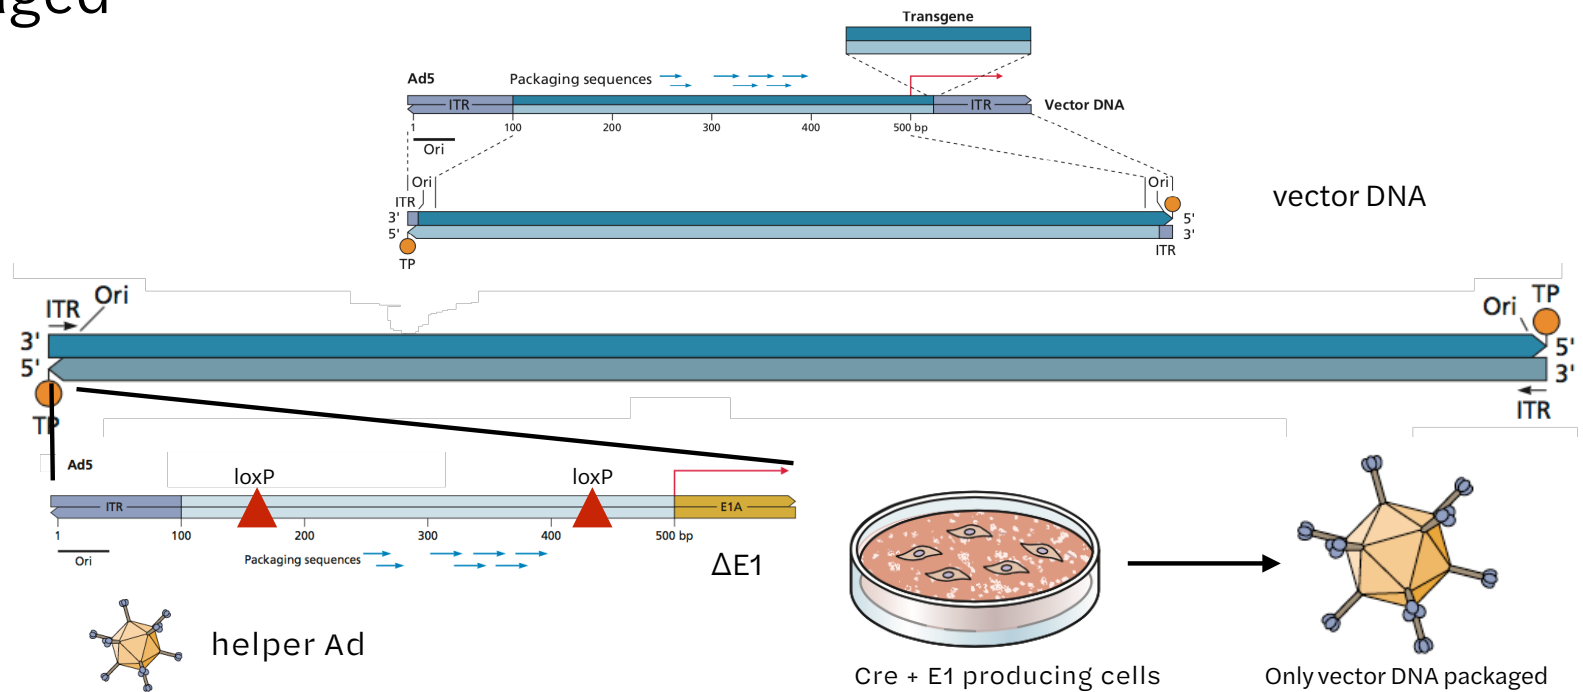 aged
Transgene
Ad5
Packaging sequences
ITR
ITR
Vector DNA
1 100 200 300 400 500 bp
Ori
Ori
Ori
vector DNA
ITR
3'
5'
5'
3'
TP
ITR
ITR
Ori
Ori
TP
3'
5'
5'
3'
TP
ITR
Ad5
loxP
loxP
ITR
E1A
1 100 200 300 400 500 bp
Ori
Packaging sequences
ΔE1
helper Ad
Cre + E1 producing cells
Only vector DNA packaged